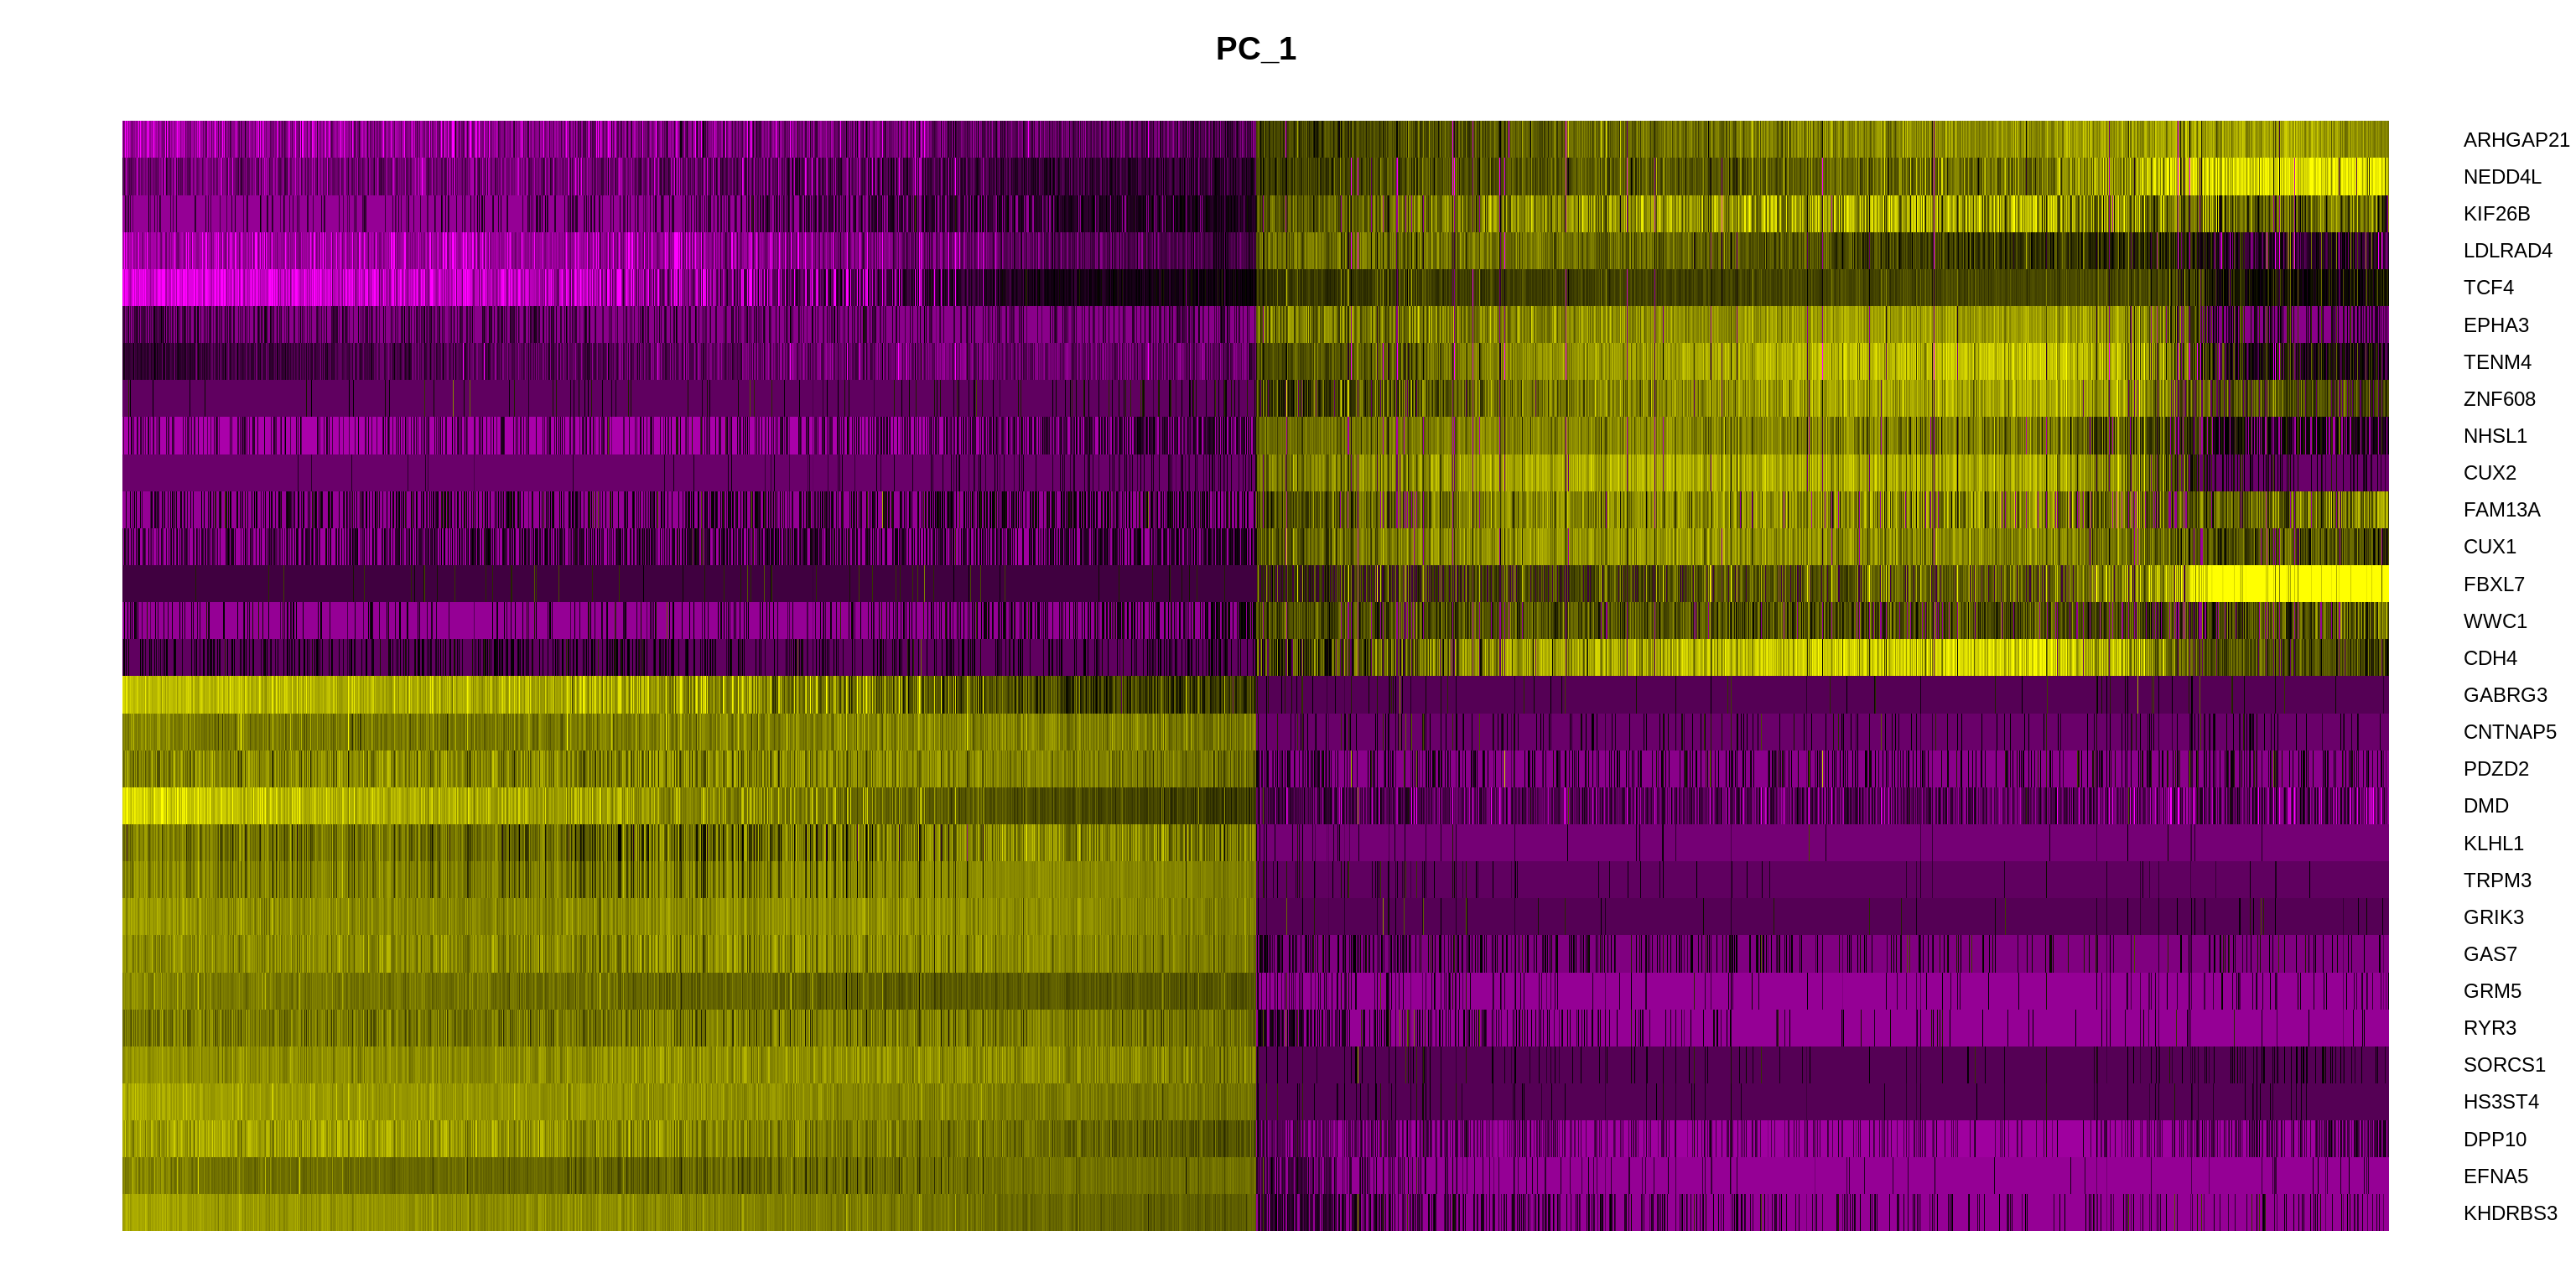 PC_1
ARHGAP21
NEDD4L
KIF26B
LDLRAD4
TCF4
EPHA3
TENM4
ZNF608
NHSL1
CUX2
FAM13A
CUX1
FBXL7
WWC1
CDH4
GABRG3
CNTNAP5
PDZD2
DMD
KLHL1
TRPM3
GRIK3
GAS7
GRM5
RYR3
SORCS1
HS3ST4
DPP10
EFNA5
KHDRBS3